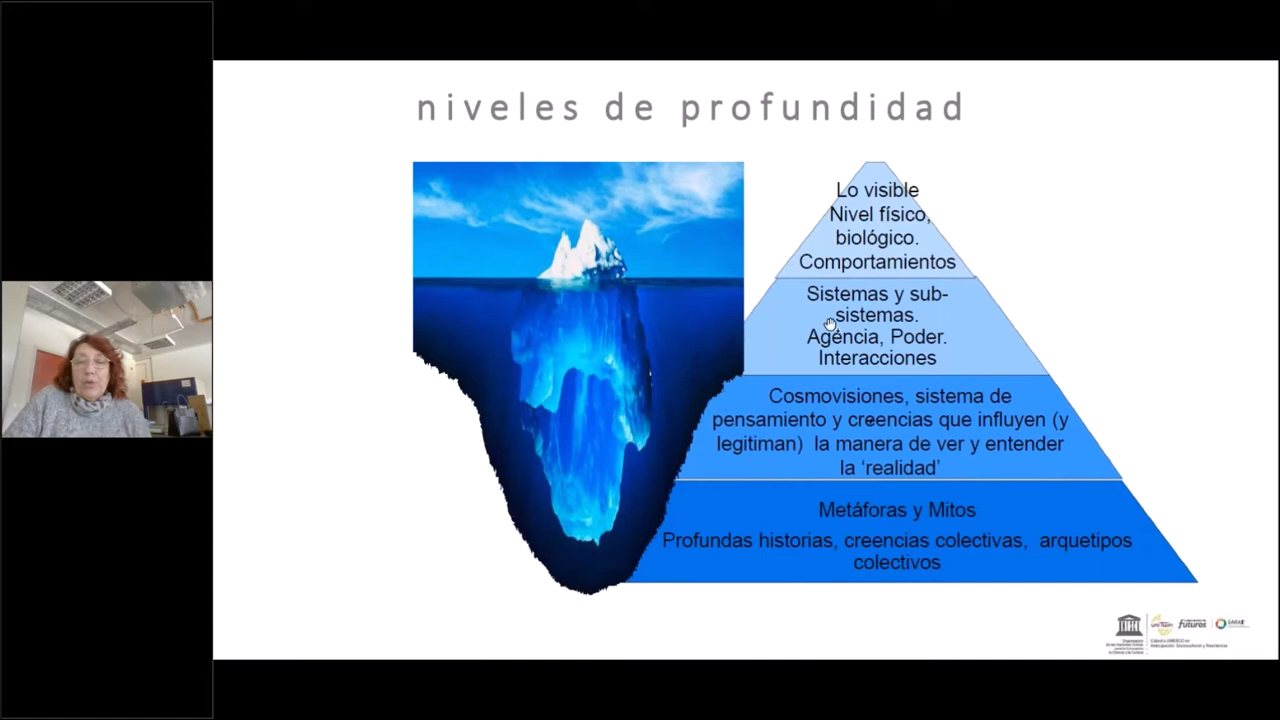 niveles de profundidad
Lo visible
Nivel físico,
biológico.
Comportamientos
Sistemas y sub-
sistemas.
Agencia, Poder.
Interacciones
Cosmovisiones, sistema de
pensamiento y creencias que influyen (y
legitiman) la manera de ver y entender
la ‘realidad’
Metáforas y Mitos
Profundas historias, creencias colectivas, arquetipos
colectivos
futuros